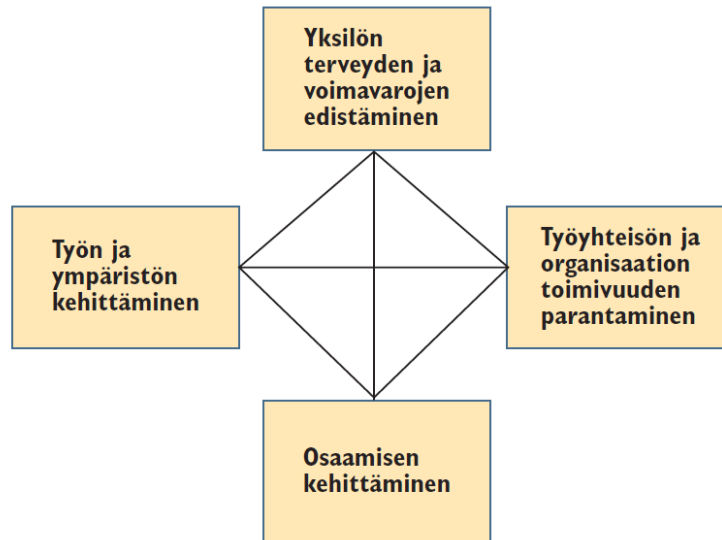 Yksilön
terveyden ja
voimavarojen
edistäminen
Työn ja
ympäristön
kehittäminen
Työyhteisön ja
organisaation
toimivuuden
parantaminen
Osaamisen
kehittäminen